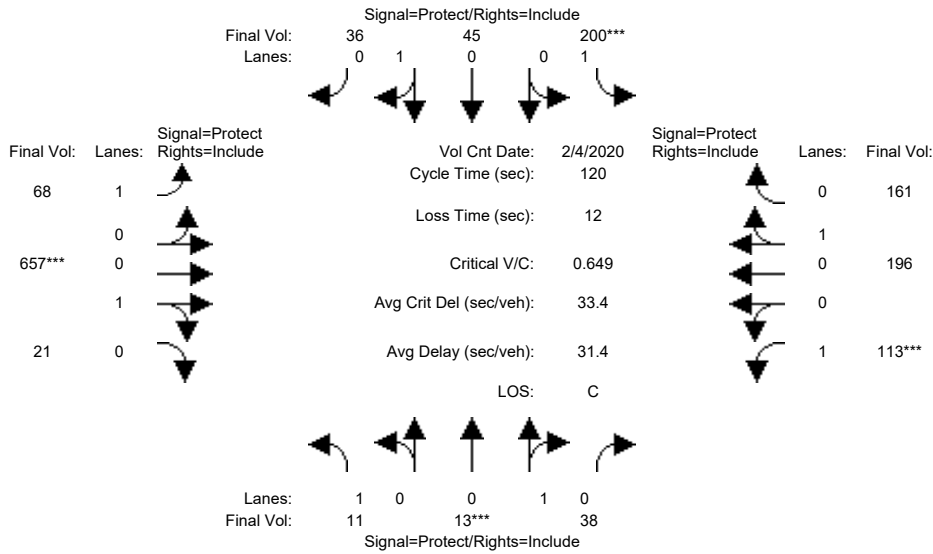 Signal=Protect/Rights=Include
Final Vol: 36 45 200***
Lanes: 0 1 0 0 1
Signal=Protect
Final Vol: Lanes: Rights=Include
Vol Cnt Date: 2/4/2020
Signal=Protect
Rights=Include Lanes: Final Vol:
Cycle Time (sec): 120
68 1 0 161
Loss Time (sec): 12
0 1
657*** 0 Critical V/C: 0.649 0 196
1 Avg Crit Del (sec/veh): 33.4 0
21 0 Avg Delay (sec/veh): 31.4 1 113***
LOS: C
Lanes: 1 0 0 1 0
Final Vol: 11 13*** 38
Signal=Protect/Rights=Include